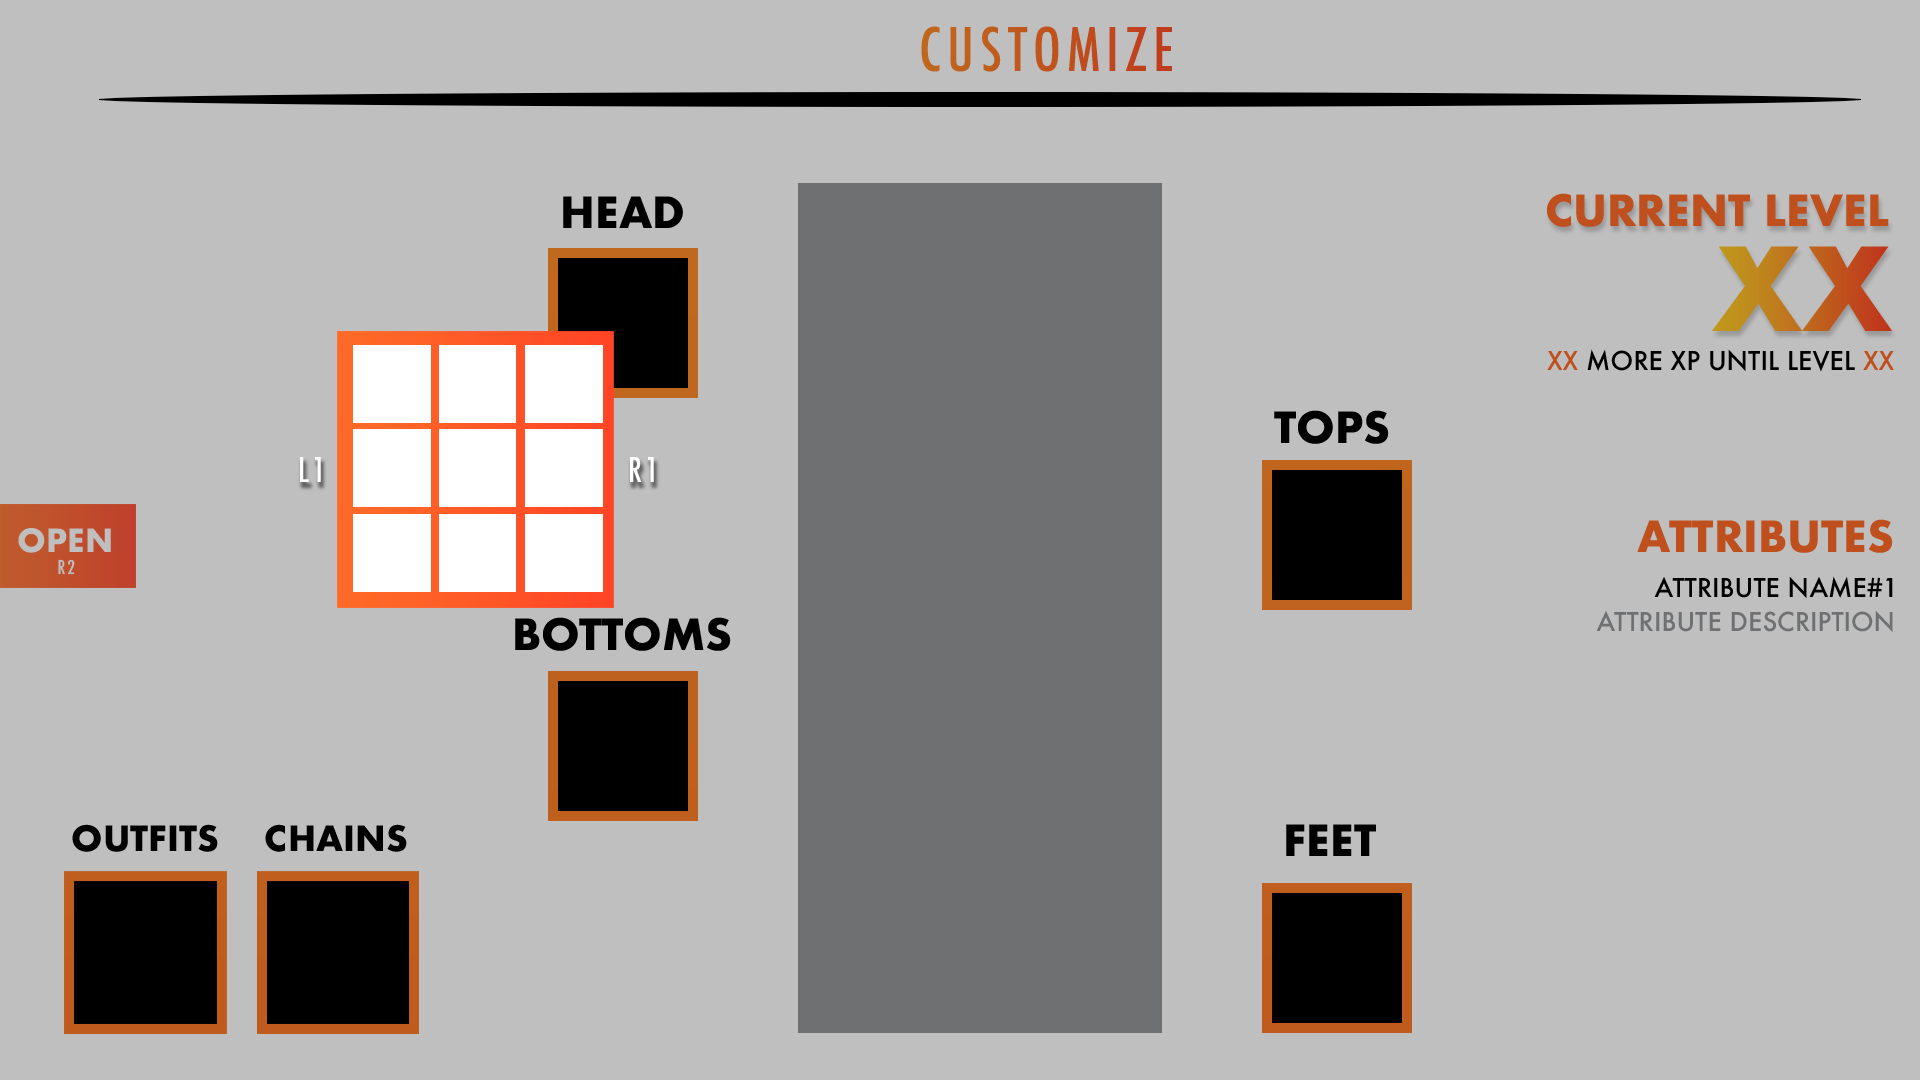 CUSTOMIZE
HEAD
CURRENT LEVEL
XX
XX MORE XP UNTIL LEVEL XX
TOPS
L1
R1
OPEN
R2
ATTRIBUTES
ATTRIBUTE NAME#1
ATTRIBUTE DESCRIPTION
BOTTOMS
OUTFITS
CHAINS
FEET